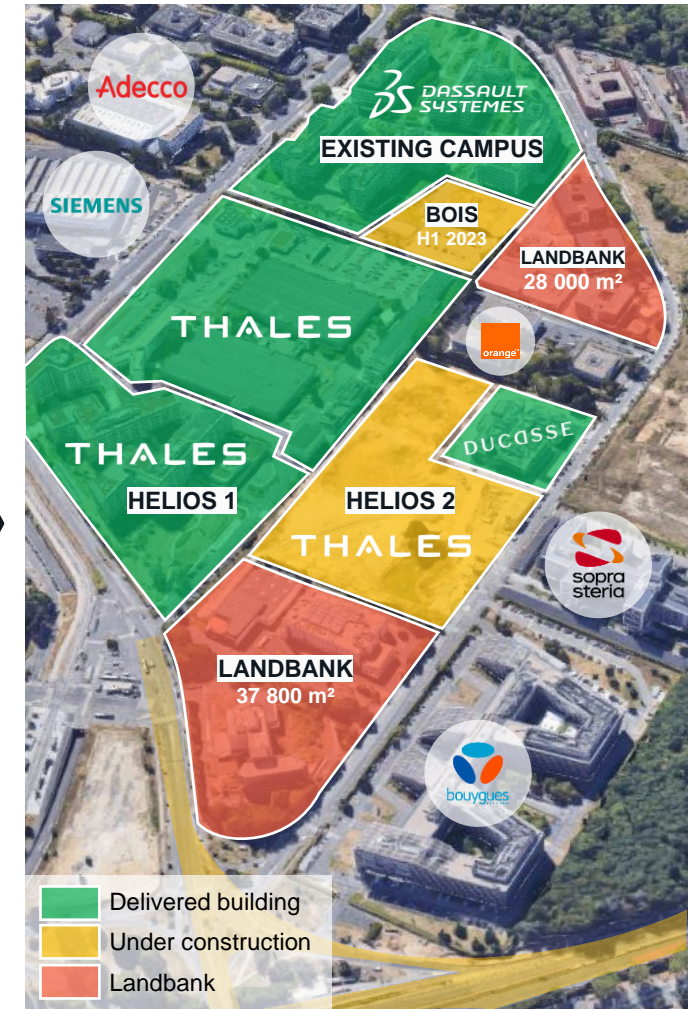 Adecco
DASSAULT
SYSTEMES
EXISTING CAMPUS
SIEMENS
BOIS
H1 2023
LANDBANK
28 000 m²
THALES
orange
DUCASSE
THALES
HELIOS 1
HELIOS 2
THALES
sopra
steria
LANDBANK
37 800 m²
bouygues
Delivered building
Under construction
Landbank